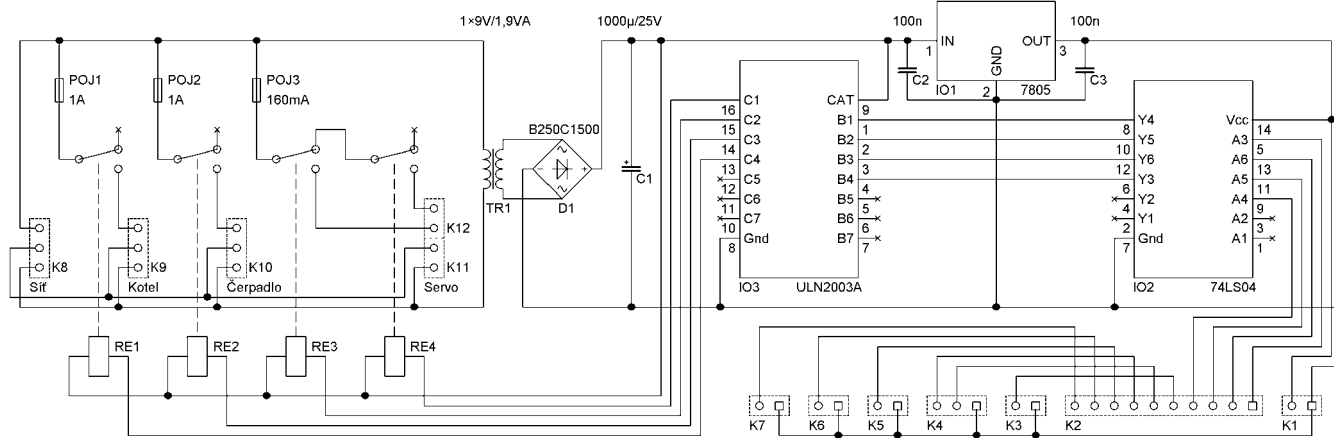 1×9V/1,9VA
1000µ/25V
100n
100n
1
IN
OUT
3
GND
2
IO1
7805
C2
C3
POJ1
1A
POJ2
1A
POJ3
160mA
B250C1500
TR1
D1
C1
C1
CAT
16
9
C2
B1
15
1
C3
B2
14
2
C4
B3
13
3
C5
B4
12
4
C6
B5
11
5
C7
B6
10
6
Gnd
B7
8
7
IO3
ULN2003A
Y4
Vcc
8
14
Y5
A3
10
5
Y6
A6
12
13
Y3
A5
6
11
Y2
A4
4
9
Y1
A2
2
3
Gnd
A1
7
1
IO2
74LS04
K8
Síť
K9
Kotel
K10
Čerpadlo
K12
K11
Servo
RE1
RE2
RE3
RE4
K7
K6
K5
K4
K3
K2
K1